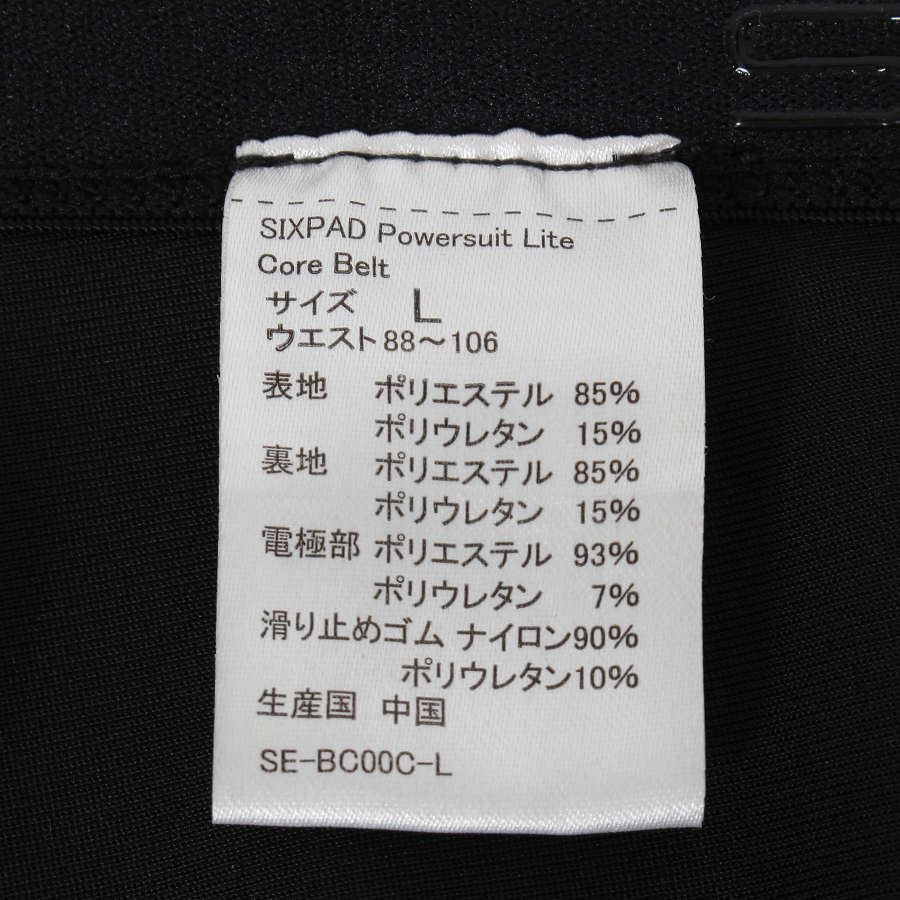 SIXPAD Powersuit Lite
Core Belt
サイズ L
ウエスト88～106
表地 ポリエステル 85%
ポリウレタン 15%
裏地 ポリエステル 85%
ポリウレタン 15%
電極部 ポリエステル 93%
ポリウレタン 7%
滑り止めゴム ナイロン90%
ポリウレタン10%
生産国 中国
SE-BC00C-L